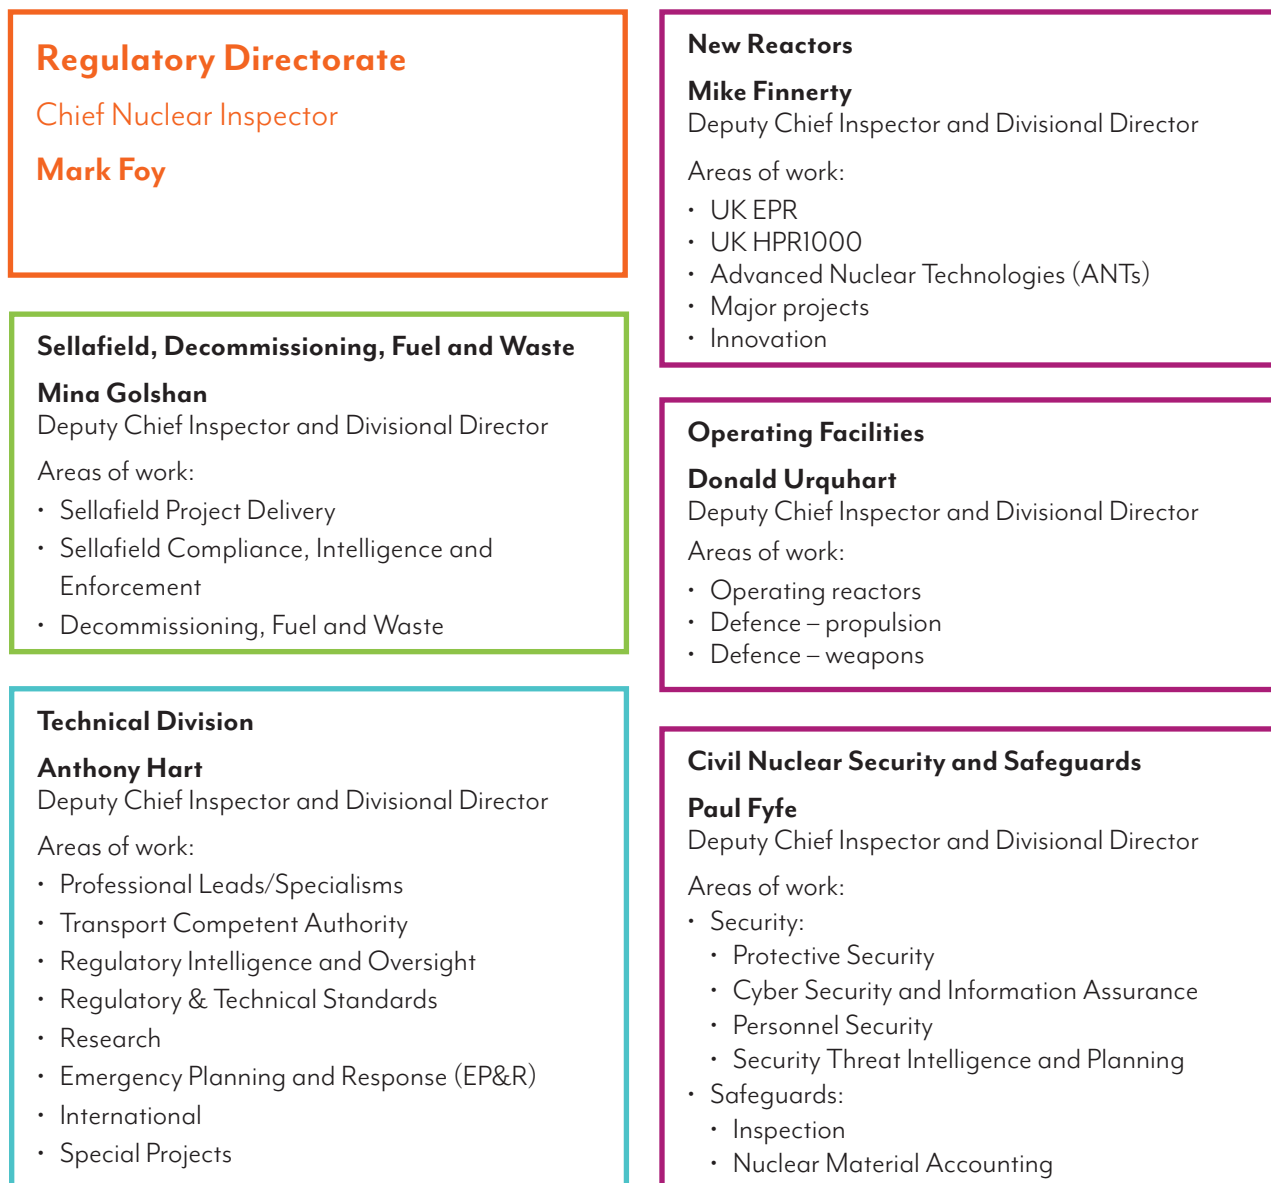 Regulatory Directorate
Chief Nuclear Inspector
Mark Foy
Sellafield, Decommissioning, Fuel and Waste
Mina Golshan
Deputy Chief Inspector and Divisional Director
Areas of work:
• Sellafield Project Delivery
• Sellafield Compliance, Intelligence and
Enforcement
• Decommissioning, Fuel and Waste
Technical Division
Anthony Hart
Deputy Chief Inspector and Divisional Director
Areas of work:
• Professional Leads/Specialisms
• Transport Competent Authority
• Regulatory Intelligence and Oversight
• Regulatory & Technical Standards
• Research
• Emergency Planning and Response (EP&R)
• International
• Special Projects
New Reactors
Mike Finnerty
Deputy Chief Inspector and Divisional Director
Areas of work:
• UK EPR
• UK HPR1000
• Advanced Nuclear Technologies (ANTs)
• Major projects
• Innovation
Operating Facilities
Donald Urquhart
Deputy Chief Inspector and Divisional Director
Areas of work:
• Operating reactors
• Defence – propulsion
• Defence – weapons
Civil Nuclear Security and Safeguards
Paul Fyfe
Deputy Chief Inspector and Divisional Director
Areas of work:
• Security:
• Protective Security
• Cyber Security and Information Assurance
• Personnel Security
• Security Threat Intelligence and Planning
• Safeguards:
• Inspection
• Nuclear Material Accounting